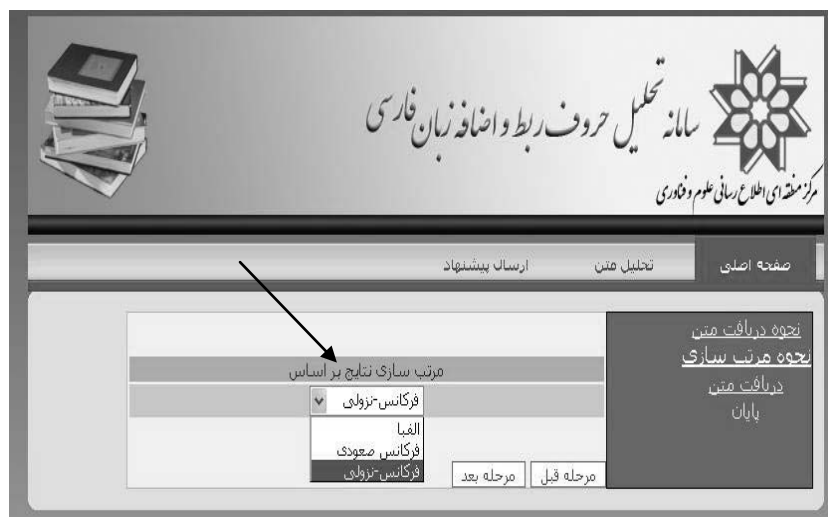 سامانه تحلیل حروف ربط و اضافه زبان فارسی
مرکز منطقه ای اطلاع رسانی علوم و فناوری
صفحه اصلی
تحلیل متن
ارسال پیشنهاد
نحوه دریافت متن
نحوه مرتب سازی
دریافت متن
پایان
مرتب سازی نتایج بر اساس
فرکانس-نزولی
الفبا
فرکانس صعودی
فرکانس-نزولی
مرحله قبل
مرحله بعد